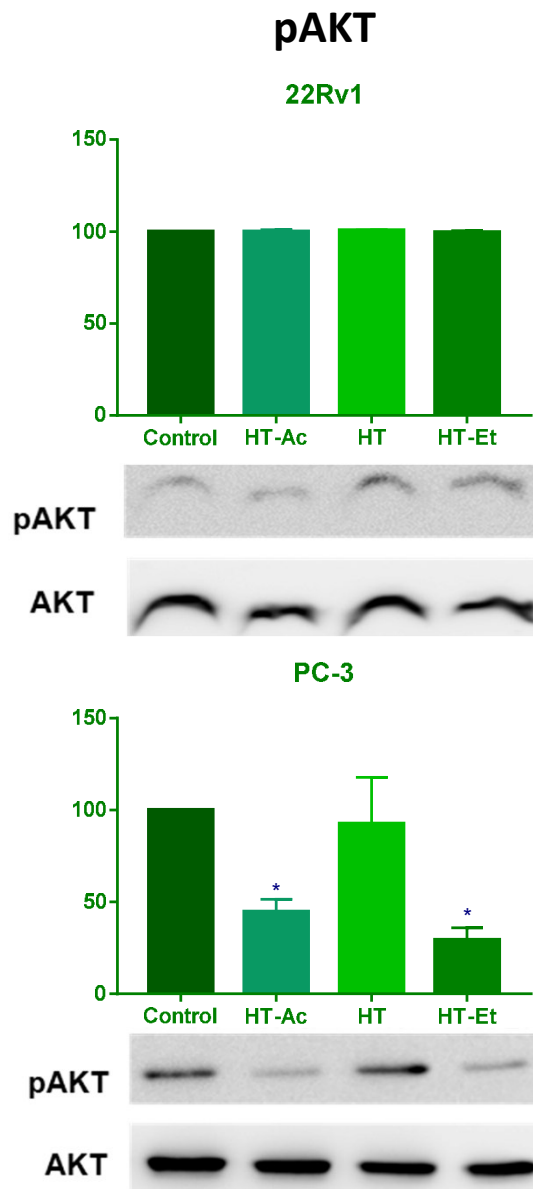 pAKT
22Rv1
150
100
50
0
Control HT-Ac HT HT-Et
pAKT
AKT
PC-3
150
100
50
0
* *
Control HT-Ac HT HT-Et
pAKT
AKT